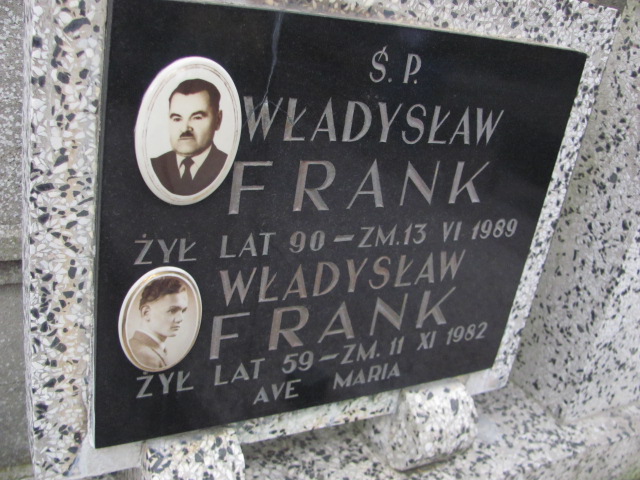 Ś.P.
WŁADYSŁAW
FRANK
ŻYŁ LAT 90 – ZM. 13 VI 1989
WŁADYSŁAW
FRANK
ŻYŁ LAT 59 – ZM. 11 XI 1982
AVE MARIA